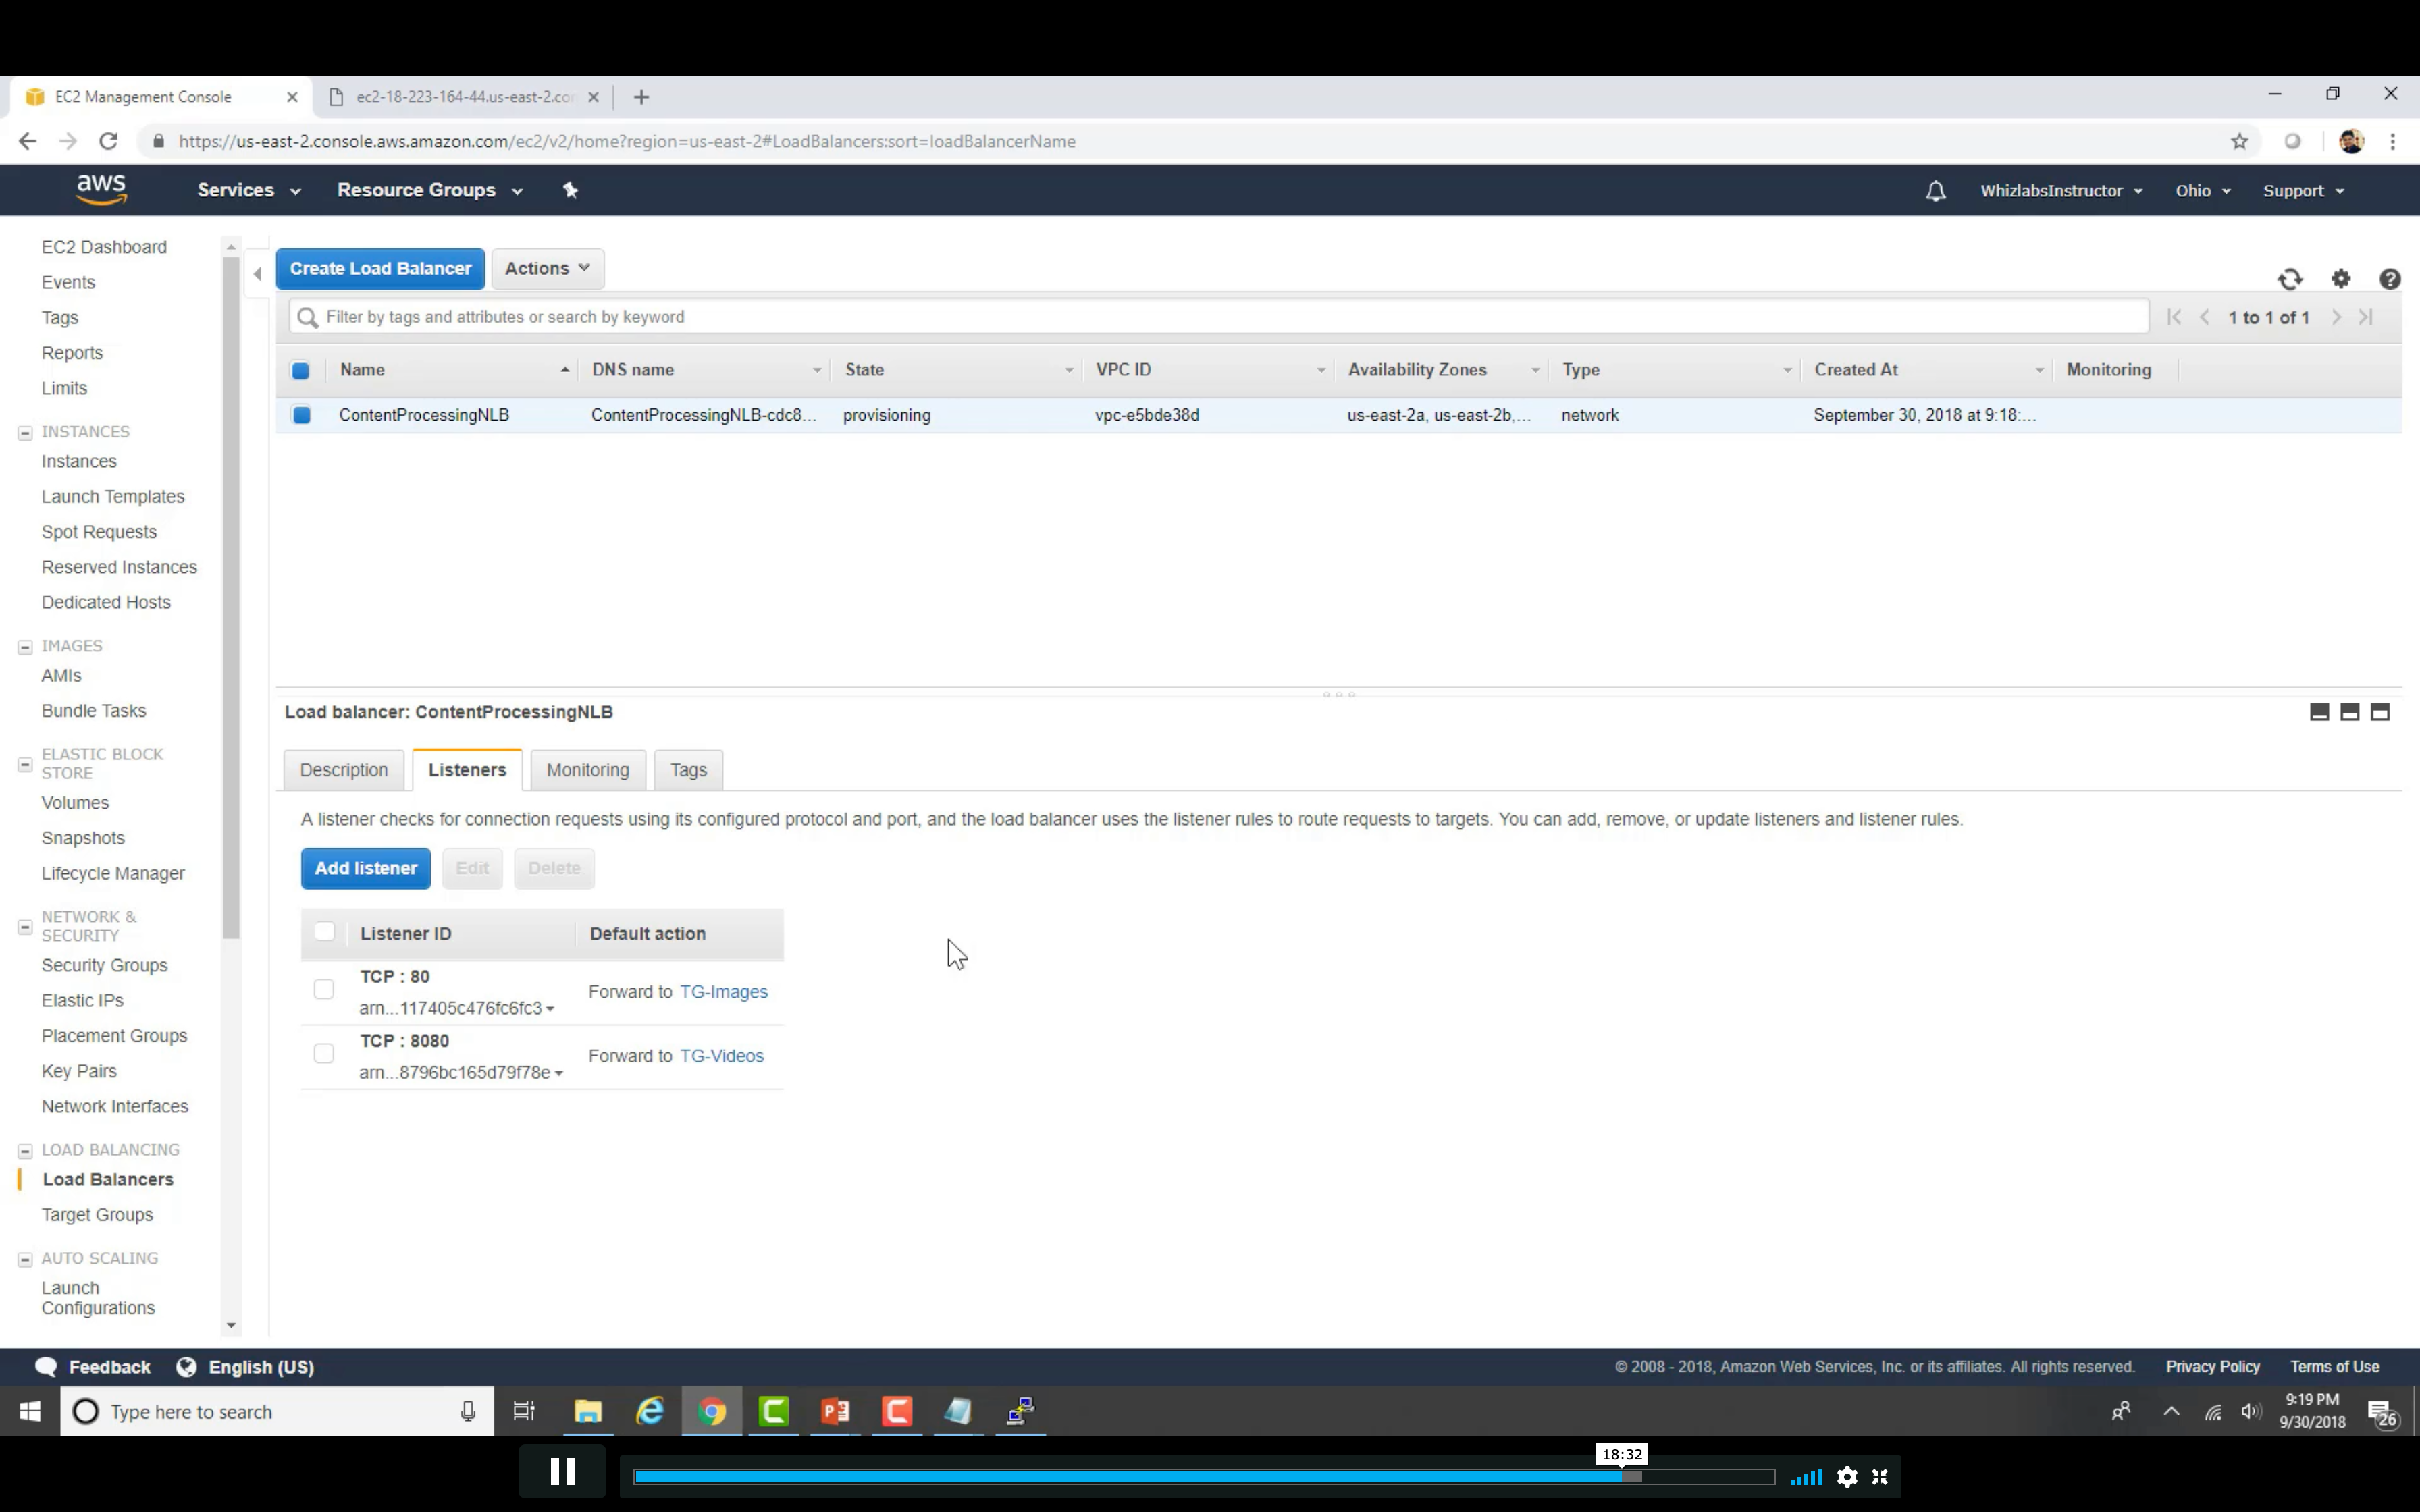 EC2 Management Console
ec2-18-223-164-44.us-east-2.co
https://us-east-2.console.aws.amazon.com/ec2/v2/home?region=us-east-2#LoadBalancers:sort=loadBalancerName
aws
Services
Resource Groups
WhizlabsInstructor
Ohio
Support
EC2 Dashboard
Events
Tags
Reports
Limits
INSTANCES
Instances
Launch Templates
Spot Requests
Reserved Instances
Dedicated Hosts
IMAGES
AMIs
Bundle Tasks
ELASTIC BLOCK
STORE
Volumes
Snapshots
Lifecycle Manager
NETWORK &
SECURITY
Security Groups
Elastic IPs
Placement Groups
Key Pairs
Network Interfaces
LOAD BALANCING
Load Balancers
Target Groups
AUTO SCALING
Launch
Configurations
Create Load Balancer
Actions
Filter by tags and attributes or search by keyword
1 to 1 of 1
Name DNS name State VPC ID Availability Zones Type Created At Monitoring
ContentProcessingNLB ContentProcessingNLB-cdc8... provisioning vpc-e5bde38d us-east-2a, us-east-2b,... network September 30, 2018 at 9:18:...
Load balancer: ContentProcessingNLB
Description Listeners Monitoring Tags
A listener checks for connection requests using its configured protocol and port, and the load balancer uses the listener rules to route requests to targets. You can add, remove, or update listeners and listener rules.
Add listener Edit Delete
Listener ID Default action
TCP : 80
arn...117405c476fc6fc3
Forward to TG-Images
TCP : 8080
arn...8796bc165d79f78e
Forward to TG-Videos
Feedback
English (US)
© 2008 - 2018, Amazon Web Services, Inc. or its affiliates. All rights reserved.
Privacy Policy
Terms of Use
Type here to search
9:19 PM
9/30/2018
26
18:32